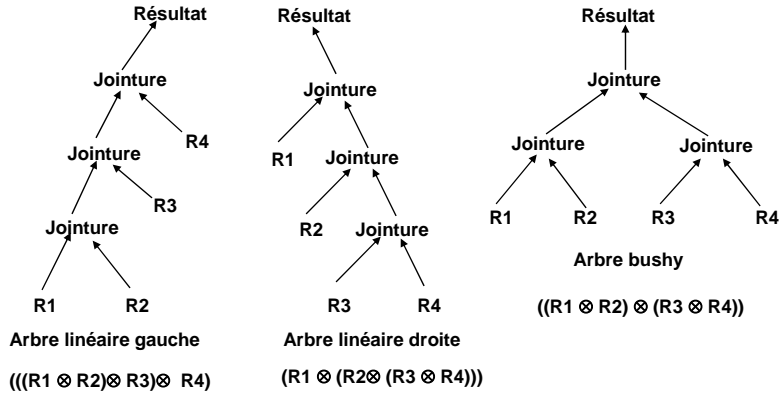 Résultat
Jointure
R4
Jointure
R3
Jointure
R1 R2
Arbre linéaire gauche
(((R1 ⊗ R2)⊗ R3)⊗ R4)
Résultat
Jointure
R1
Jointure
R2
Jointure
R3 R4
Arbre linéaire droite
(R1 ⊗ (R2⊗ (R3 ⊗ R4)))
Résultat
Jointure
Jointure Jointure
R1 R2 R3 R4
Arbre bushy
((R1 ⊗ R2) ⊗ (R3 ⊗ R4))